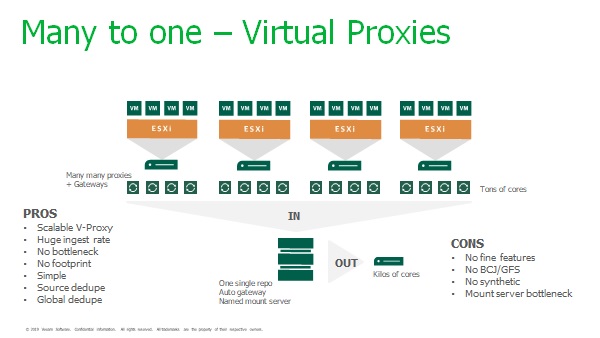 Many to one – Virtual Proxies
VM VM VM VM VM VM VM VM VM VM VM VM VM VM VM VM
ESXi ESXi ESXi ESXi
Many many proxies
+ Gateways
Tons of cores
IN
PROS
• Scalable V-Proxy
• Huge ingest rate
• No bottleneck
• No footprint
• Simple
• Source dedupe
• Global dedupe
OUT
One single repo
Auto gateway
Named mount server
Kilos of cores
CONS
• No fine features
• No BCJ/GFS
• No synthetic
• Mount server bottleneck
Veeam Software. Confidential information. All rights reserved. All trademarks are the property of their respective owners.